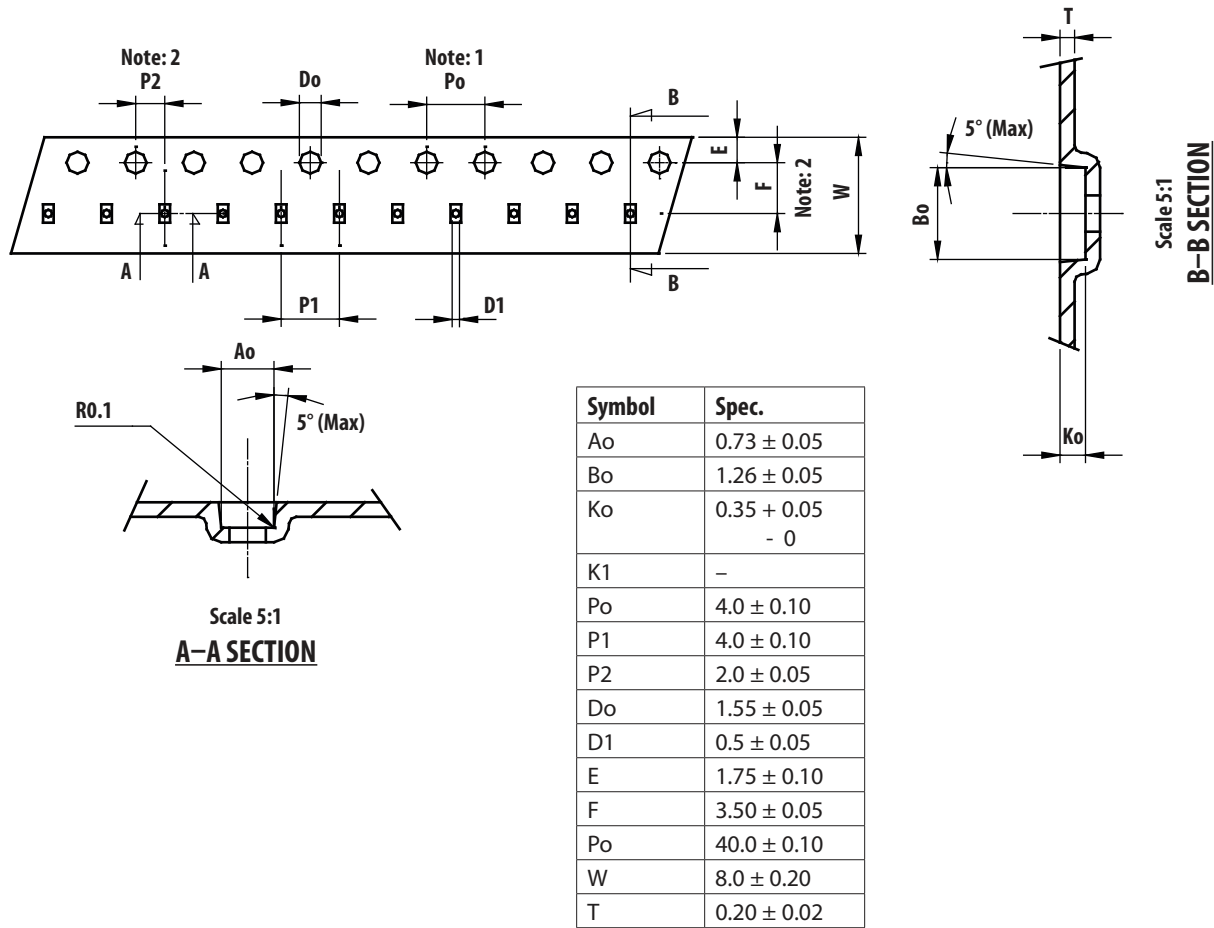 Note: 2
P2
Do
Note: 1
Po
B
E
F
Note: 2
W
A
A
P1
D1
B
T
5° (Max)
Bo
Ko
Scale 5:1
B–B SECTION
Ao
R0.1
5° (Max)
Scale 5:1
A–A SECTION
Symbol Spec.
Ao 0.73 ± 0.05
Bo 1.26 ± 0.05
Ko 0.35 + 0.05
- 0
K1 –
Po 4.0 ± 0.10
P1 4.0 ± 0.10
P2 2.0 ± 0.05
Do 1.55 ± 0.05
D1 0.5 ± 0.05
E 1.75 ± 0.10
F 3.50 ± 0.05
Po 40.0 ± 0.10
W 8.0 ± 0.20
T 0.20 ± 0.02